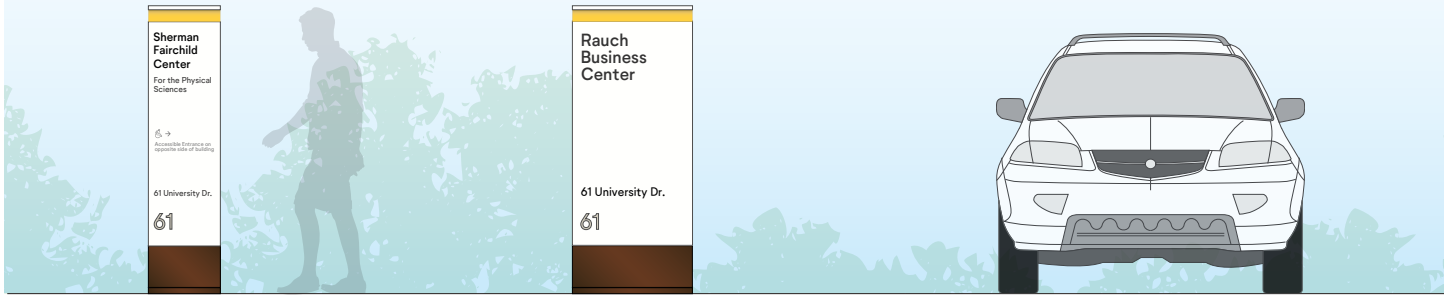 Sherman
Fairchild
Center
For the Physical
Sciences
Accessible Entrance on
opposite side of building
61 University Dr.
61
Rauch
Business
Center
61 University Dr.
61